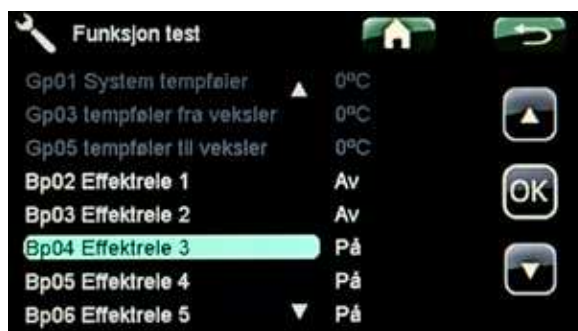 Funksjon test
Gp01 System tempføler 0ºC
Gp03 tempføler fra veksler 0ºC
Gp05 tempføler til veksler 0ºC
Bp02 Effektrele 1 Av
Bp03 Effektrele 2 Av
OK
Bp04 Effektrele 3 På
Bp05 Effektrele 4 På
Bp06 Effektrele 5 På